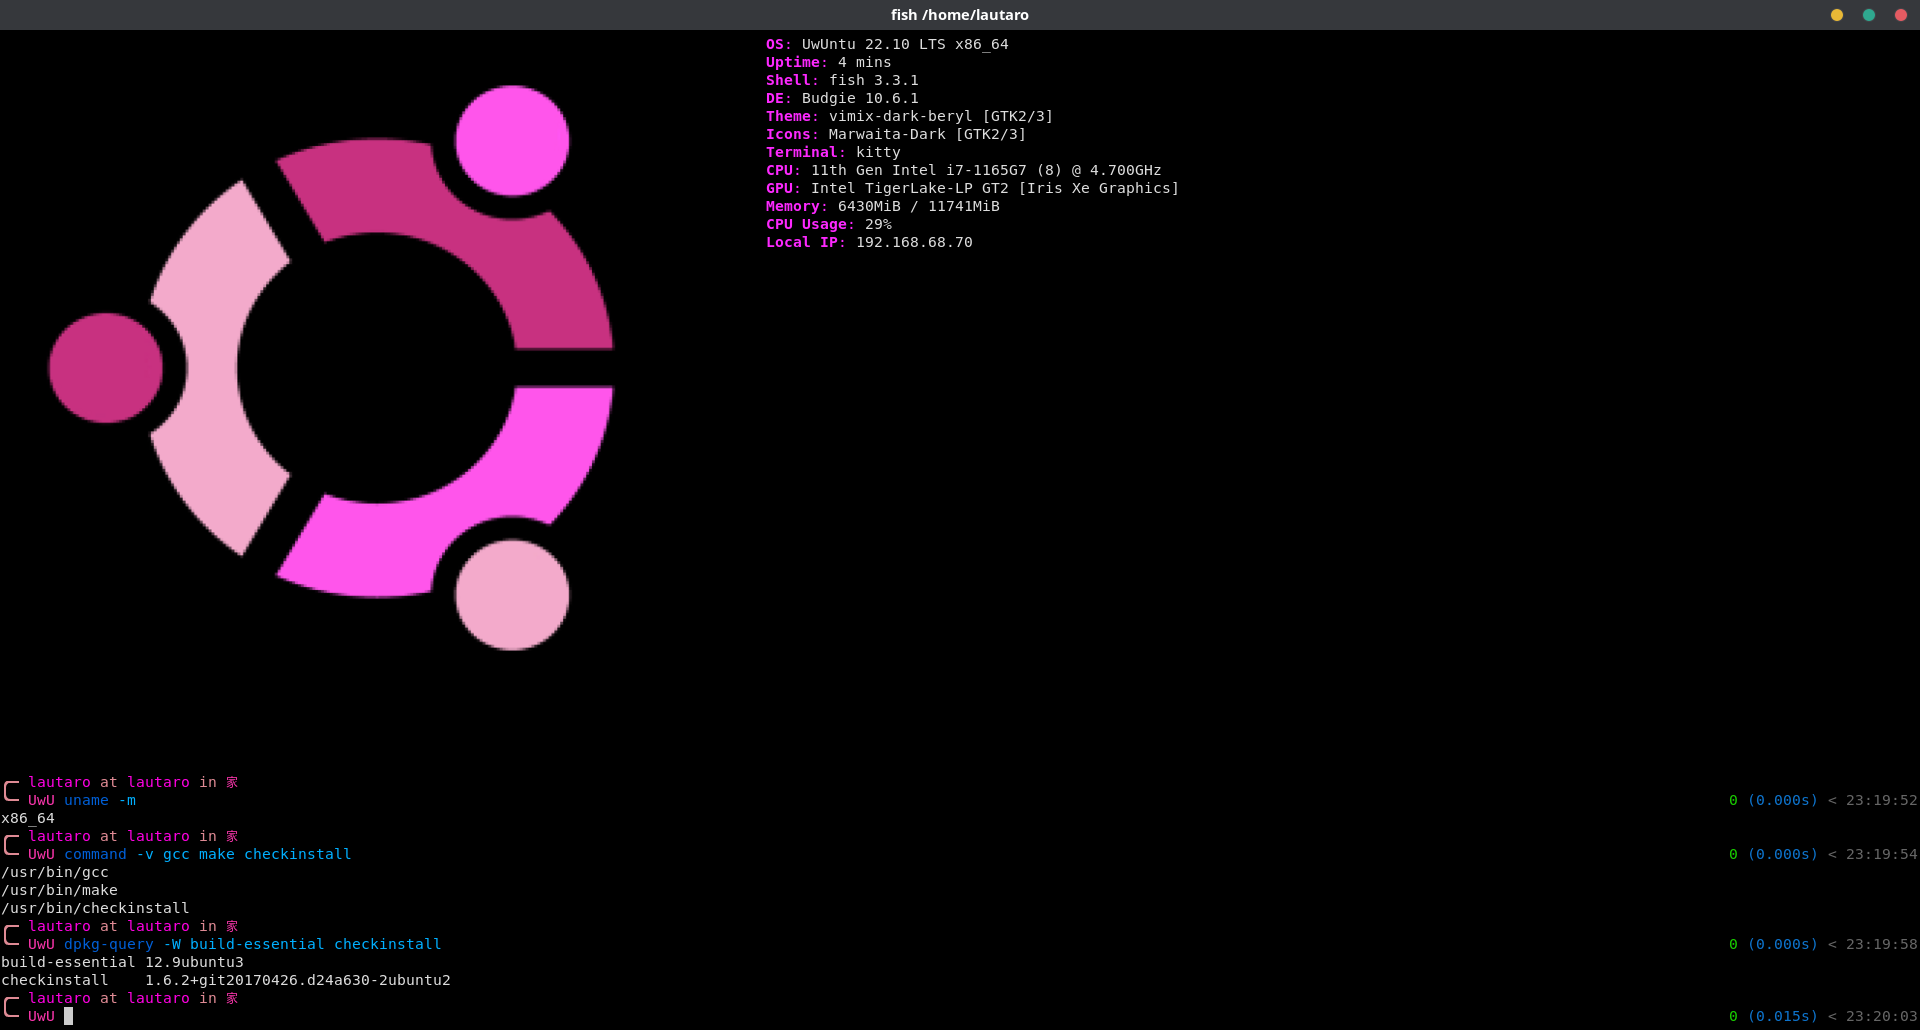 fish /home/lautaro
OS: UwUntu 22.10 LTS x86_64
Uptime: 4 mins
Shell: fish 3.3.1
DE: Budgie 10.6.1
Theme: vimix-dark-beryl [GTK2/3]
Icons: Marwaita-Dark [GTK2/3]
Terminal: kitty
CPU: 11th Gen Intel i7-1165G7 (8) @ 4.700GHz
GPU: Intel TigerLake-LP GT2 [Iris Xe Graphics]
Memory: 6430MiB / 11741MiB
CPU Usage: 29%
Local IP: 192.168.68.70
lautaro at lautaro in 家
UwU uname -m 0 (0.000s) < 23:19:52
x86_64
lautaro at lautaro in 家
UwU command -v gcc make checkinstall 0 (0.000s) < 23:19:54
/usr/bin/gcc
/usr/bin/make
/usr/bin/checkinstall
lautaro at lautaro in 家
UwU dpkg-query -W build-essential checkinstall 0 (0.000s) < 23:19:58
build-essential 12.9ubuntu3
checkinstall    1.6.2+git20170426.d24a630-2ubuntu2
lautaro at lautaro in 家
UwU 0 (0.015s) < 23:20:03